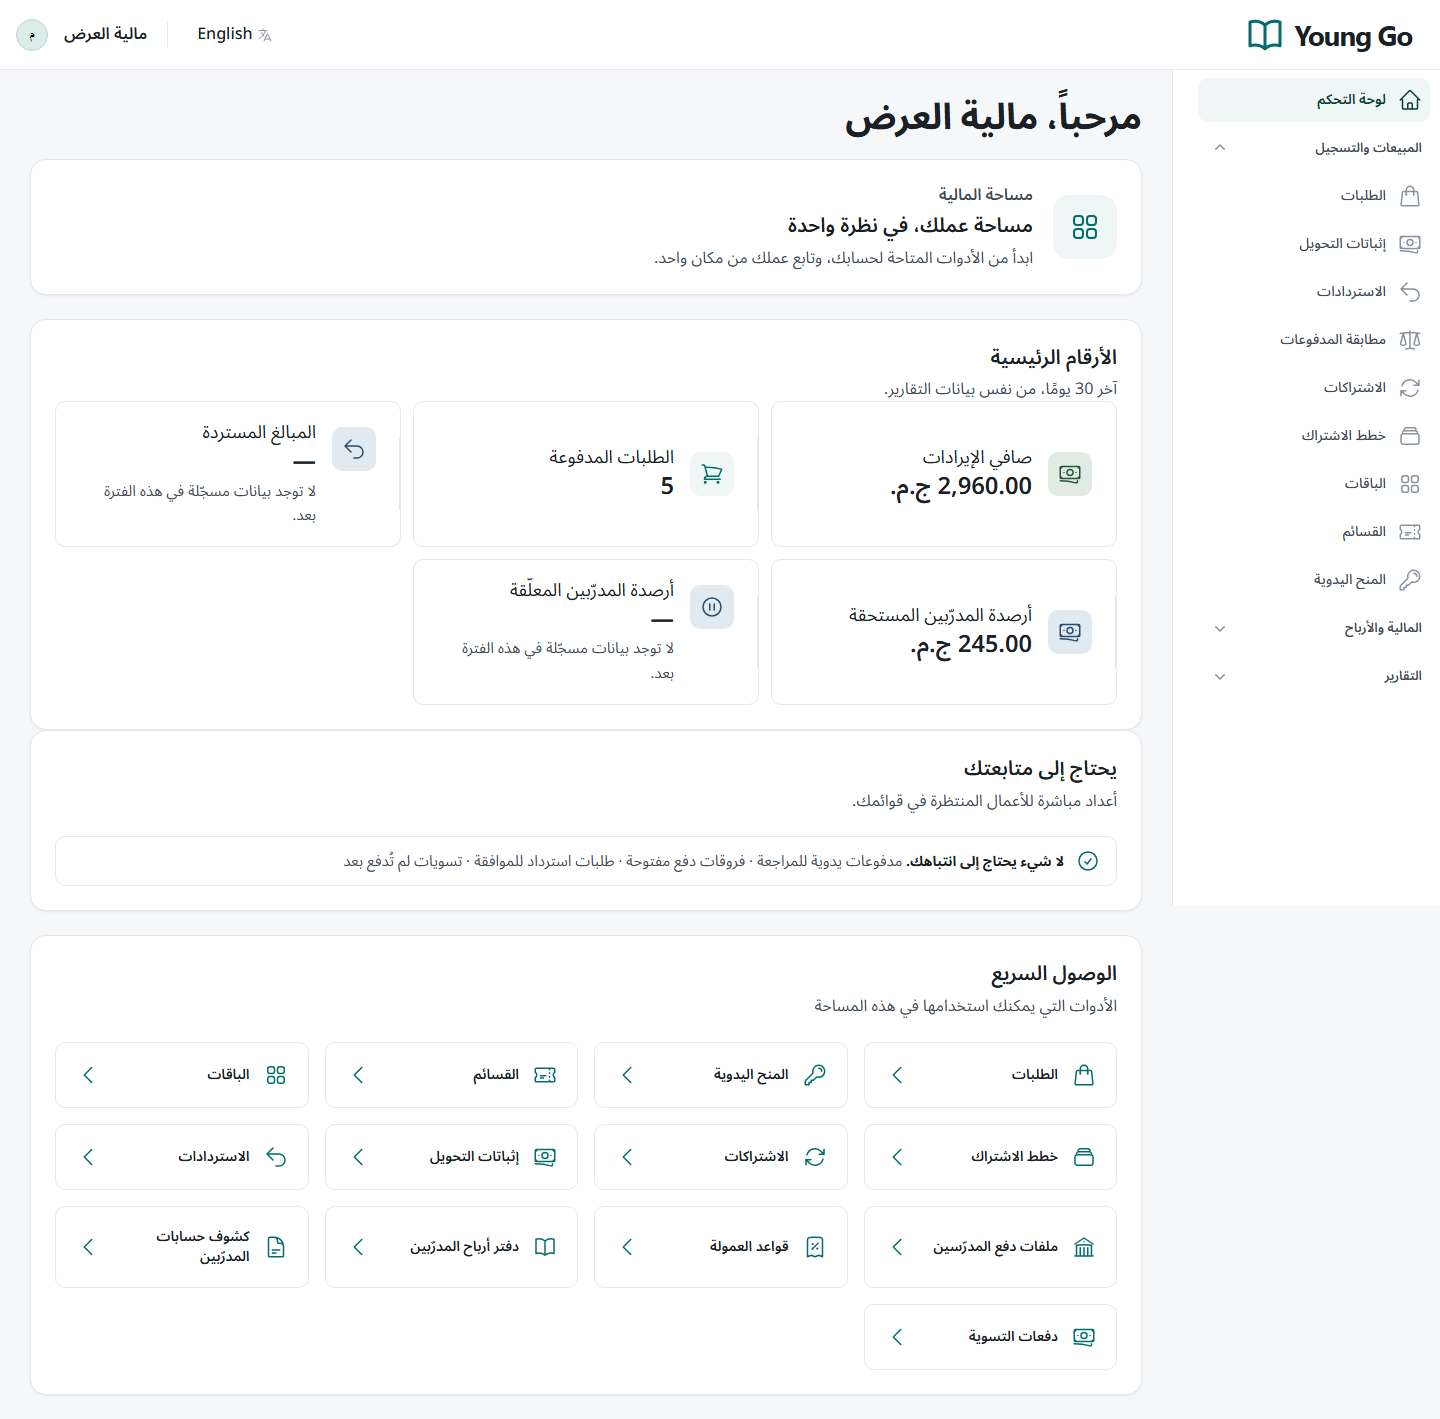 Young Go
English
مالية العرض
م
لوحة التحكم
المبيعات والتسجيل
الطلبات
إثباتات التحويل
الاستردادات
مطابقة المدفوعات
الاشتراكات
خطط الاشتراك
الباقات
القسائم
المنح اليدوية
المالية والأرباح
التقارير
مرحباً، مالية العرض
مساحة المالية
مساحة عملك، في نظرة واحدة
ابدأ من الأدوات المتاحة لحسابك، وتابع عملك من مكان واحد.
الأرقام الرئيسية
آخر 30 يومًا، من نفس بيانات التقارير.
صافي الإيرادات
2,960.00 ج.م.
الطلبات المدفوعة
5
المبالغ المستردة
—
لا توجد بيانات مسجّلة في هذه الفترة
بعد.
أرصدة المدرّبين المستحقة
245.00 ج.م.
أرصدة المدرّبين المعلّقة
—
لا توجد بيانات مسجّلة في هذه الفترة
بعد.
يحتاج إلى متابعتك
أعداد مباشرة للأعمال المنتظرة في قوائمك.
لا شيء يحتاج إلى انتباهك. مدفوعات يدوية للمراجعة · فروقات دفع مفتوحة · طلبات استرداد للموافقة · تسويات لم تُدفع بعد
الوصول السريع
الأدوات التي يمكنك استخدامها في هذه المساحة
الطلبات
المنح اليدوية
القسائم
الباقات
خطط الاشتراك
الاشتراكات
إثباتات التحويل
الاستردادات
ملفات دفع المدرّسين
قواعد العمولة
دفتر أرباح المدرّبين
كشوف حسابات
المدرّبين
دفعات التسوية